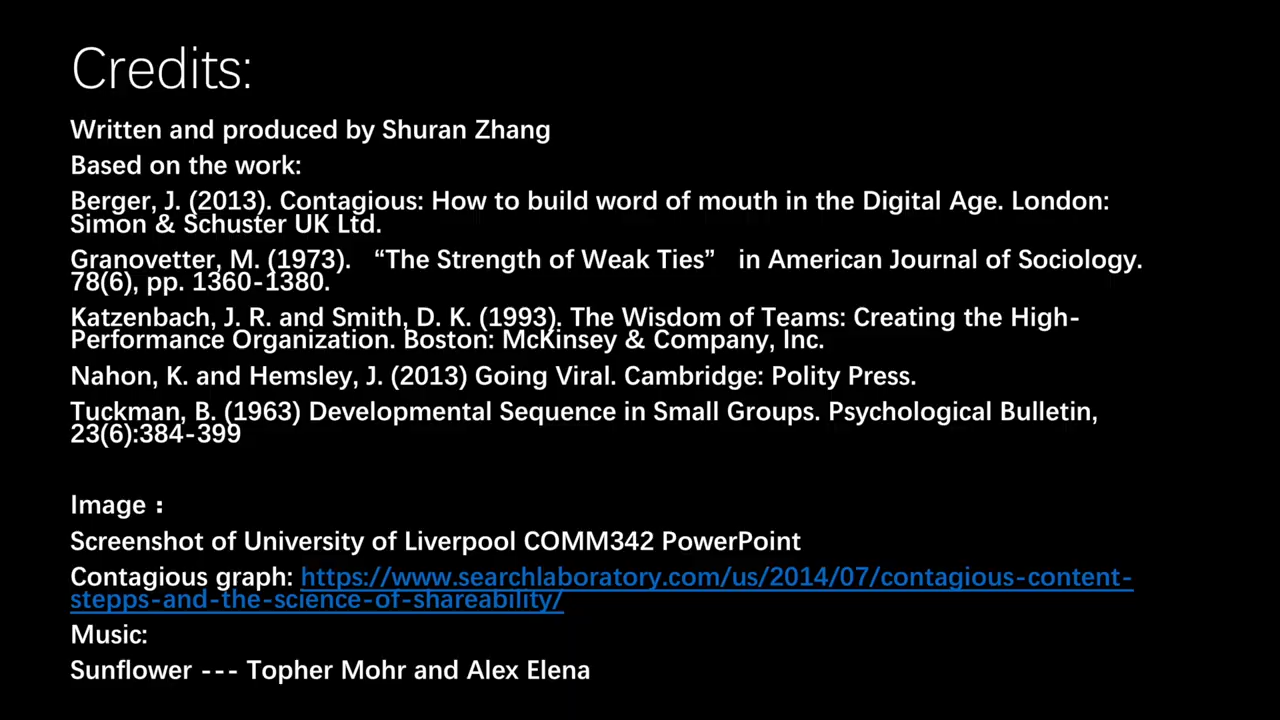 Credits:
Written and produced by Shuran Zhang
Based on the work:
Berger, J. (2013). Contagious: How to build word of mouth in the Digital Age. London:
Simon & Schuster UK Ltd.
Granovetter, M. (1973). “The Strength of Weak Ties” in American Journal of Sociology.
78(6), pp. 1360-1380.
Katzenbach, J. R. and Smith, D. K. (1993). The Wisdom of Teams: Creating the High-
Performance Organization. Boston: McKinsey & Company, Inc.
Nahon, K. and Hemsley, J. (2013) Going Viral. Cambridge: Polity Press.
Tuckman, B. (1963) Developmental Sequence in Small Groups. Psychological Bulletin,
23(6):384-399
Image：
Screenshot of University of Liverpool COMM342 PowerPoint
Contagious graph: https://www.searchlaboratory.com/us/2014/07/contagious-content-
stepps-and-the-science-of-shareability/
Music:
Sunflower --- Topher Mohr and Alex Elena